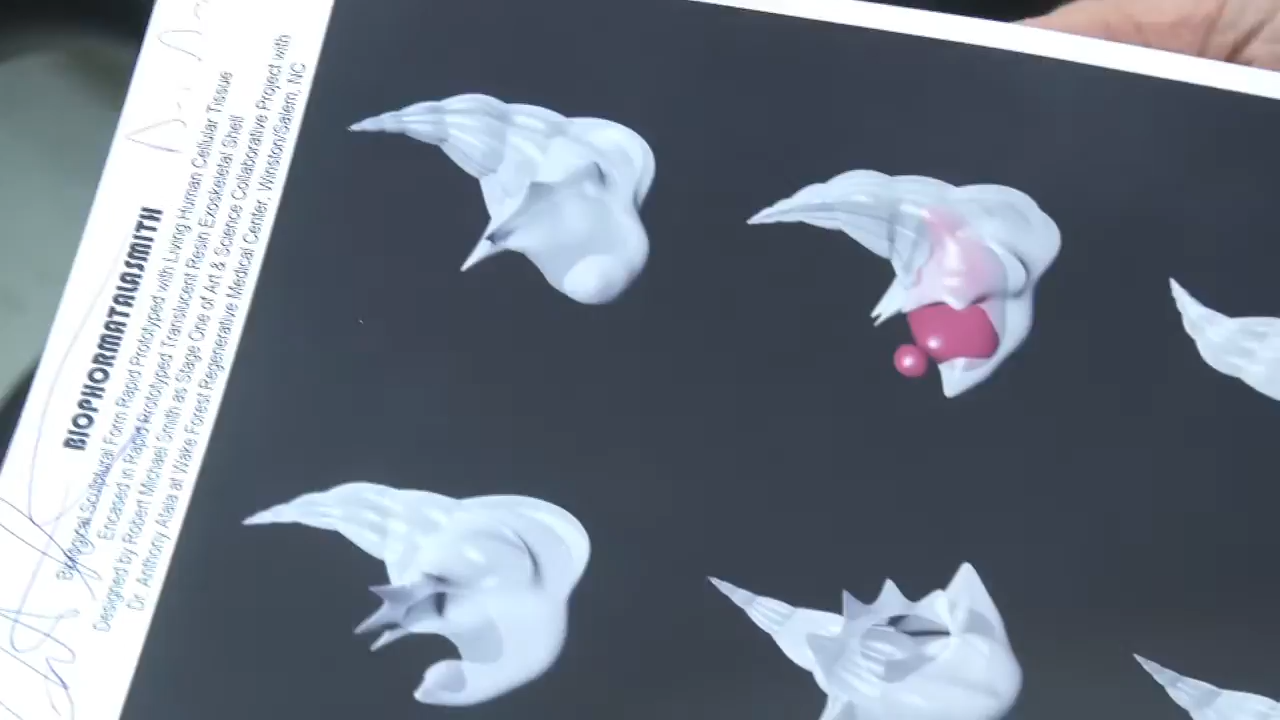 BIOPHORMATALASMITH
Biological Sculptural Form Rapid Prototyped with Living Human Cellular Tissue
Encased in Rapid Prototyped Translucent Resin Exoskeletal Shell
Designed by Robert Michael Smith as Stage One of Art & Science Collaborative Project with
Dr. Anthony Atala at Wake Forest Regenerative Medical Center, Winston/Salem, NC